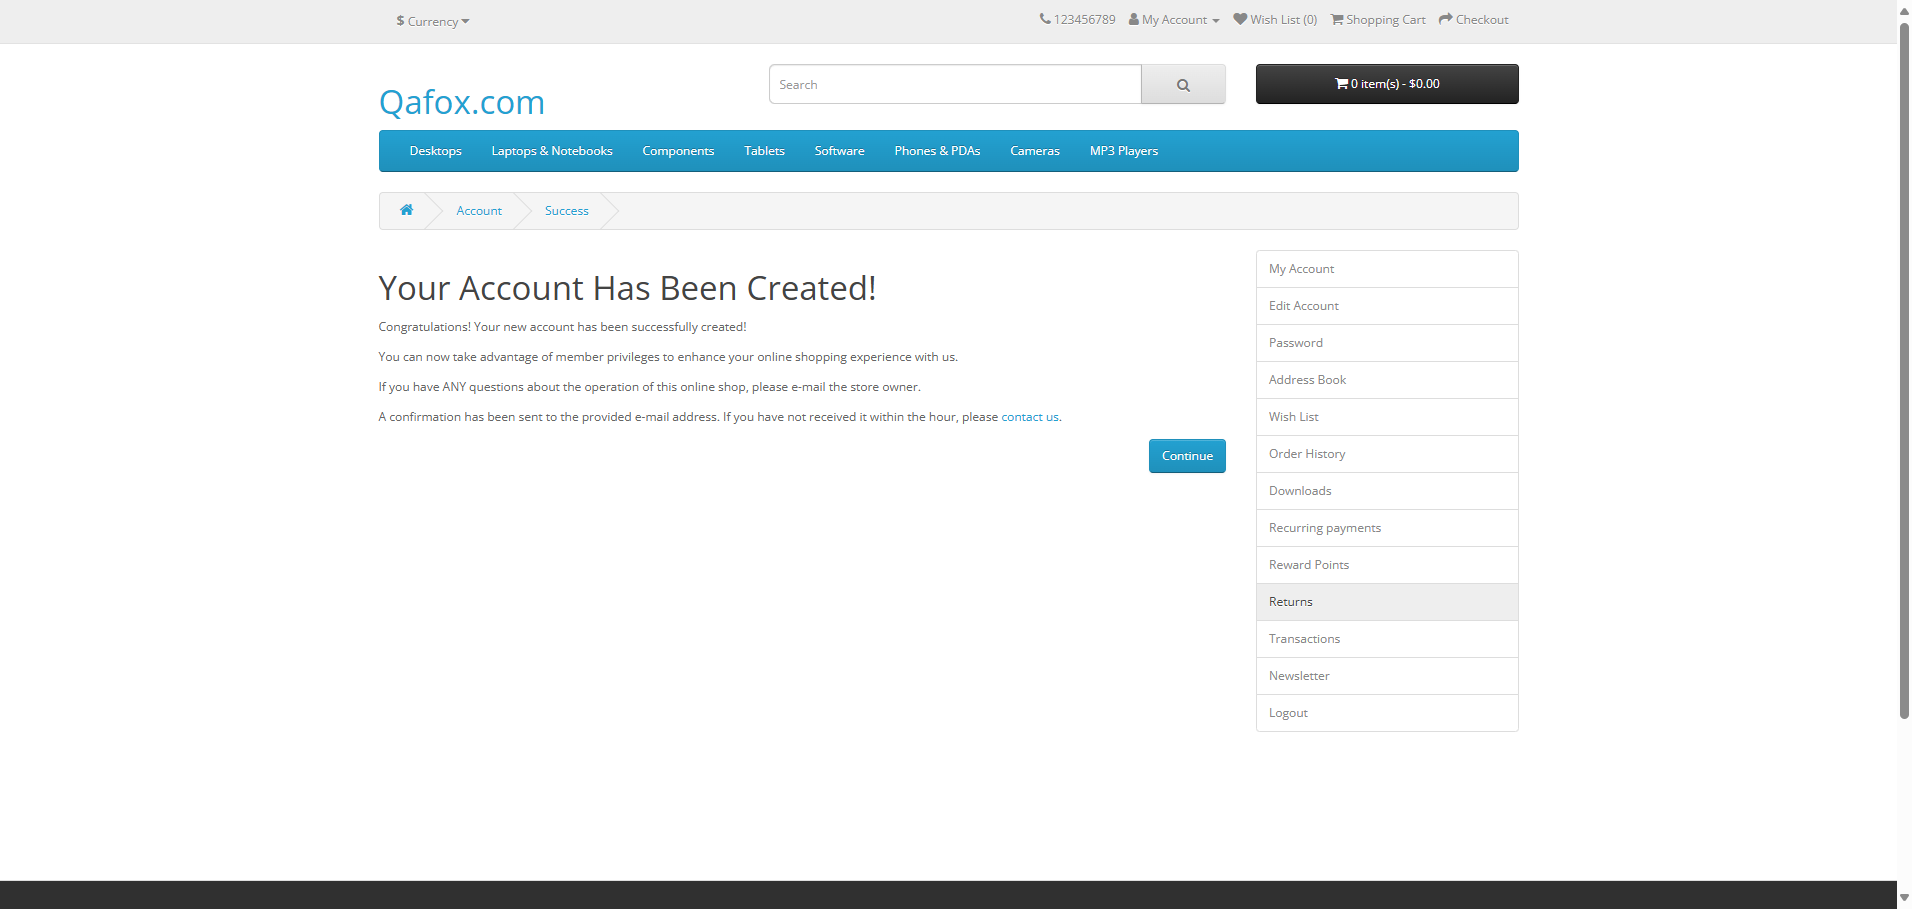 $ Currency
123456789 My Account Wish List (0) Shopping Cart Checkout
Qafox.com
Search
0 item(s) - $0.00
Desktops Laptops & Notebooks Components Tablets Software Phones & PDAs Cameras MP3 Players
Account Success
Your Account Has Been Created!
Congratulations! Your new account has been successfully created!
You can now take advantage of member privileges to enhance your online shopping experience with us.
If you have ANY questions about the operation of this online shop, please e-mail the store owner.
A confirmation has been sent to the provided e-mail address. If you have not received it within the hour, please contact us.
Continue
My Account
Edit Account
Password
Address Book
Wish List
Order History
Downloads
Recurring payments
Reward Points
Returns
Transactions
Newsletter
Logout